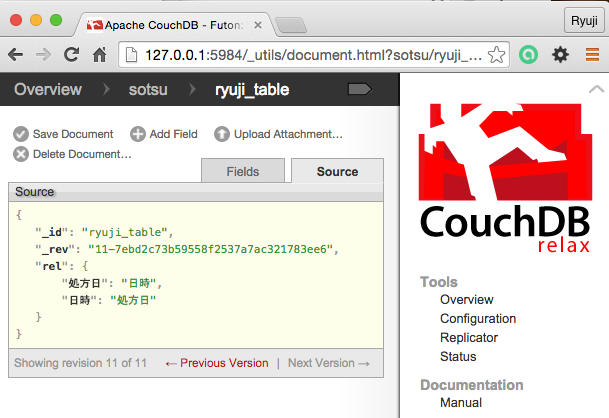 Apache CouchDB - Futon:
Ryuji
127.0.0.1:5984/_utils/document.html?sotsu/ryuji_...
Overview sotsu ryuji_table
Save Document Add Field Upload Attachment...
Delete Document...
Fields Source
Source
{
"_id": "ryuji_table",
"_rev": "11-7ebd2c73b59558f2537a7ac321783ee6",
"rel": {
"処方日": "日時",
"日時": "処方日"
}
}
Showing revision 11 of 11 ← Previous Version | Next Version →
CouchDB
relax
Tools
Overview
Configuration
Replicator
Status
Documentation
Manual